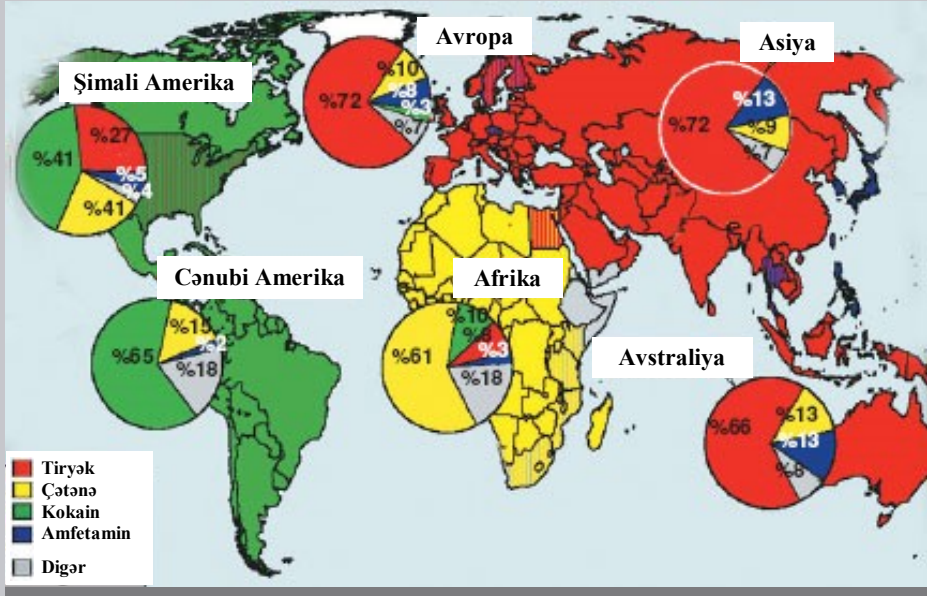 Avropa
Asiya
Şimali Amerika
%10
%8
%3
%72
%7
%13
%72
%9
%7
%27
%41
%5
%4
%41
Cənubi Amerika
Afrika
%15
%2
%65
%18
%10
%8
%3
%61
%18
Avstraliya
%13
%66
%13
%8
Tiryək
Çətənə
Kokain
Amfetamin
Digər